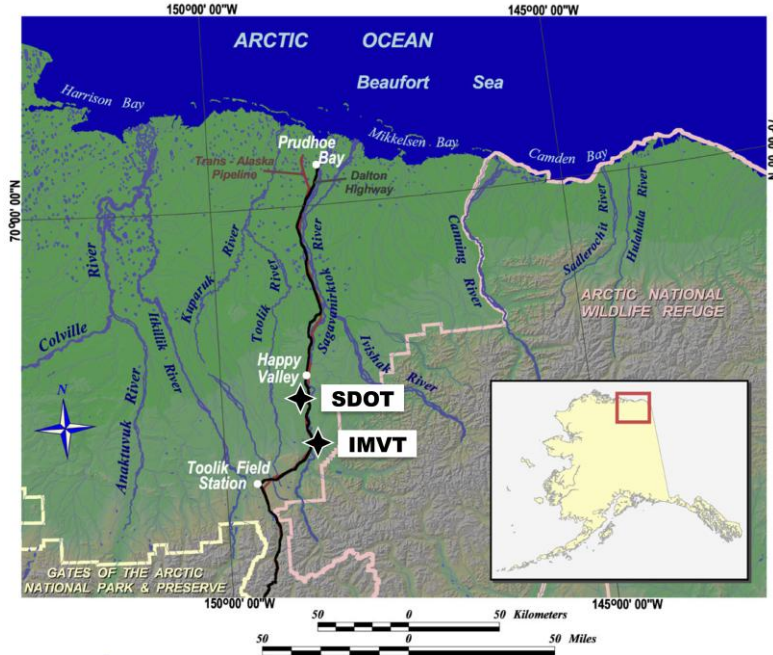 150°00' 00"W
145°00' 00"W
ARCTIC OCEAN
Beaufort Sea
Harrison Bay
Prudhoe
Bay
Mikkelsen Bay
Camden Bay
Trans - Alaska
Pipeline
Dalton
Highway
70°00' 00"N
River
Kuparuk River
Toolik River
Sagavanirktok River
Canning River
Sadlerochit River
Hulahula River
ARCTIC NATIONAL
WILDLIFE REFUGE
Colville River
Itkillik River
Ivishak River
Happy
Valley
SDOT
N
IMVT
Anaktuvuk River
Toolik Field
Station
GATES OF THE ARCTIC
NATIONAL PARK & PRESERVE
150°00' 00"W
145°00' 00"W
50 0 50 Kilometers
50 0 50 Miles